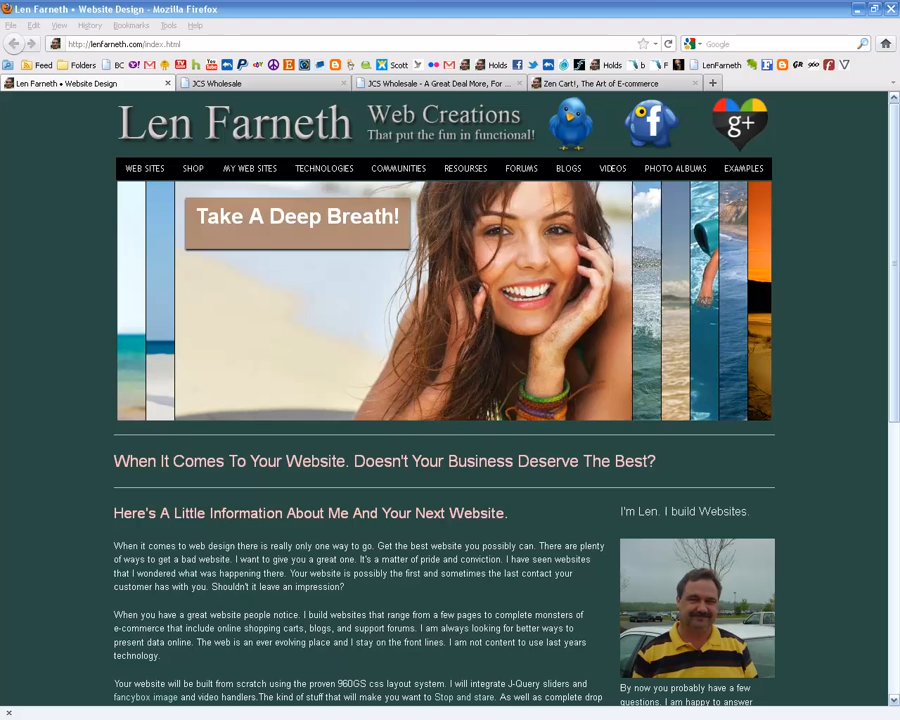 Len Farneth • Website Design - Mozilla Firefox
File Edit View History Bookmarks Tools Help
http://lenfarneth.com/index.html
Google
Feed Folders BC Scott Holds Holds b F LenFarneth GR 960
Len Farneth • Website Design
JCS Wholesale
JCS Wholesale - A Great Deal More, For ...
Zen Cart!, The Art of E-commerce
Len Farneth Web Creations
That put the fun in functional!
f
g+
WEB SITES SHOP MY WEB SITES TECHNOLOGIES COMMUNITIES RESOURSES FORUMS BLOGS VIDEOS PHOTO ALBUMS EXAMPLES
Take A Deep Breath!
When It Comes To Your Website. Doesn't Your Business Deserve The Best?
Here's A Little Information About Me And Your Next Website.
I'm Len. I build Websites.
When it comes to web design there is really only one way to go. Get the best website you possibly can. There are plenty
of ways to get a bad website. I want to give you a great one. It's a matter of pride and conviction. I have seen websites
that I wondered what was happening there. Your website is possibly the first and sometimes the last contact your
customer has with you. Shouldn't it leave an impression?
When you have a great website people notice. I build websites that range from a few pages to complete monsters of
e-commerce that include online shopping carts, blogs, and support forums. I am always looking for better ways to
present data online. The web is an ever evolving place and I stay on the front lines. I am not content to use last years
technology.
Your website will be built from scratch using the proven 960GS css layout system. I will integrate J-Query sliders and
fancybox image and video handlers.The kind of stuff that will make you want to Stop and stare. As well as complete drop
By now you probably have a few
questions. I am happy to answer